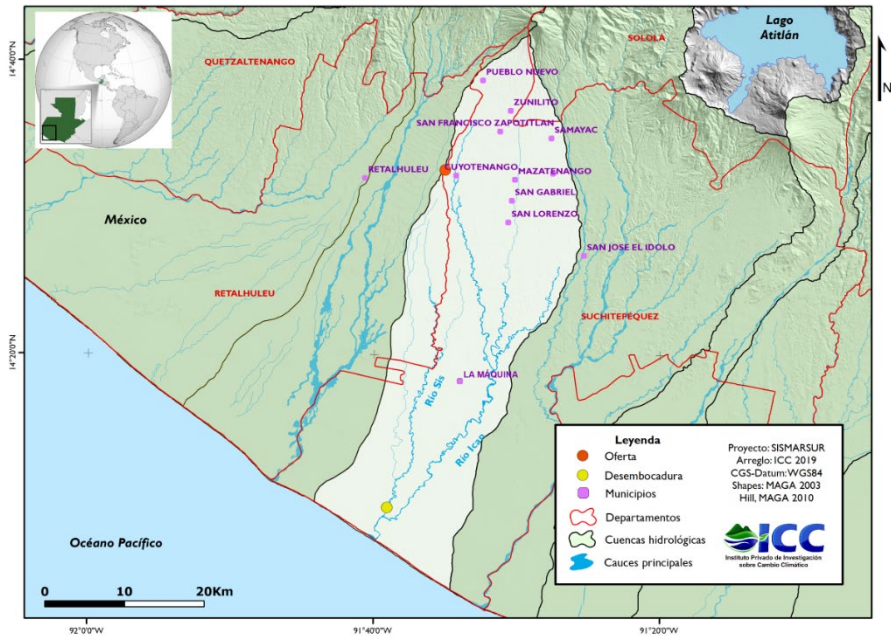 Lago
Atitlán
N
14°40'0"N
QUETZALTENANGO
SOLOLA
PUEBLO NUEVO
ZUNILITO
SAN FRANCISCO ZAPOTITLAN
SAMAYAC
RETALHULEU
CUYOTENANGO
MAZATENANGO
SAN GABRIEL
SAN LORENZO
México
SAN JOSE EL IDOLO
RETALHULEU
SUCHITEPEQUEZ
14°20'0"N
LA MÁQUINA
Río Sis
Río Ican
Océano Pacífico
Leyenda
Oferta
Desembocadura
Municipios
Departamentos
Cuencas hidrológicas
Cauces principales
Proyecto: SISMARSUR
Arreglo: ICC 2019
CGS-Datum: WGS84
Shapes: MAGA 2003
Hill, MAGA 2010
ICC
Instituto Privado de Investigación
sobre Cambio Climático
0 10 20Km
92°0'0"W 91°40'0"W 91°20'0"W